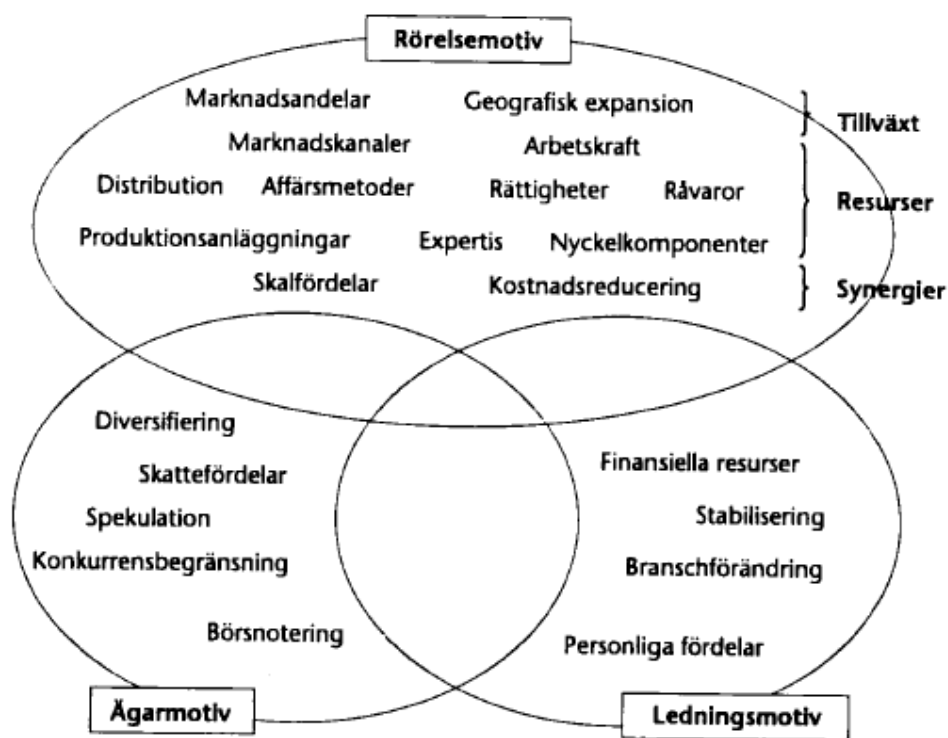 Rörelsemotiv
Marknadsandelar Geografisk expansion
Tillväxt
Marknadskanaler Arbetskraft
Distribution Affärsmetoder Rättigheter Råvaror
Resurser
Produktionsanläggningar Expertis Nyckelkomponenter
Skalfördelar Kostnadsreducering
Synergier
Diversifiering
Skattefördelar
Spekulation
Konkurrensbegränsning
Börsnotering
Finansiella resurser
Stabilisering
Branschförändring
Personliga fördelar
Ägarmotiv
Ledningsmotiv